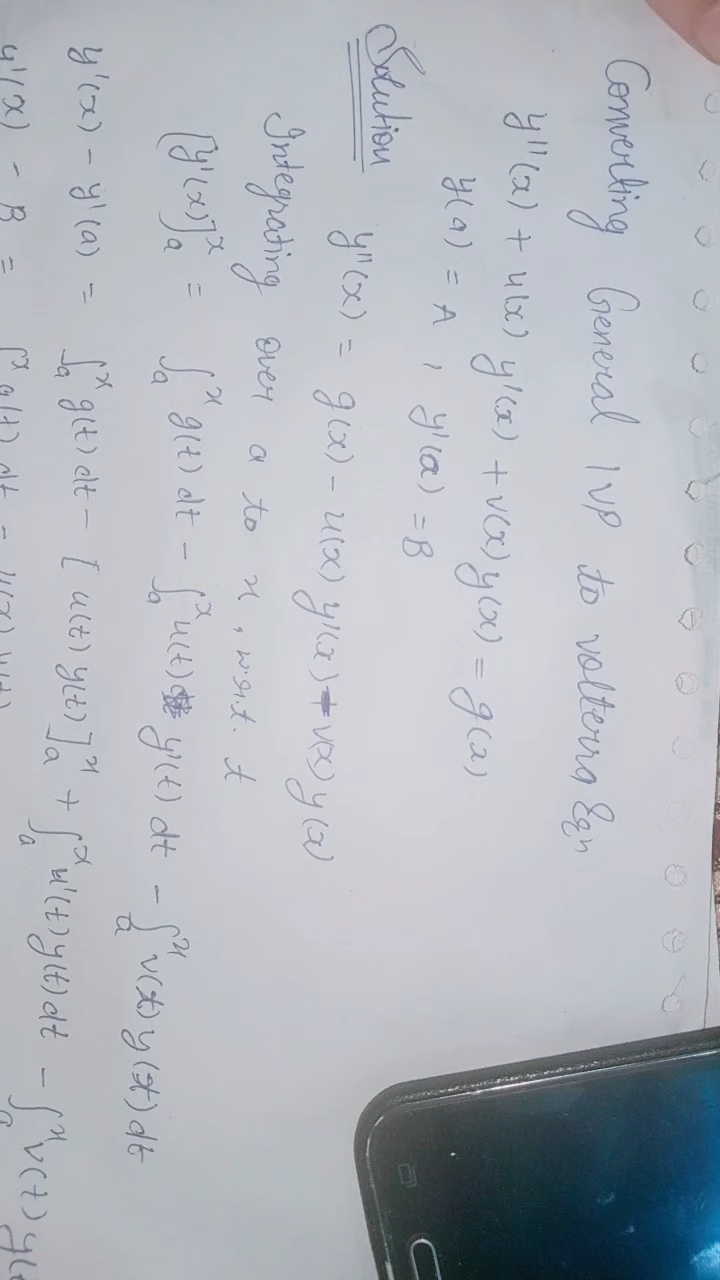 Converting General IVP to volterra Eqn
y''(x) + u(x) y'(x) + v(x) y(x) = g(x)
y(a) = A , y'(a) = B
Solution
y''(x) = g(x) - u(x) y'(x) - v(x) y(x)
Integrating over a to x , w.r.t. t
[y'(x)]ₐˣ = ∫ₐˣ g(t) dt - ∫ₐˣ u(t) y'(t) dt - ∫ₐˣ v(t) y(t) dt
y'(x) - y'(a) = ∫ₐˣ g(t) dt - [u(t) y(t)]ₐˣ + ∫ₐˣ u'(t) y(t) dt - ∫ₐˣ v(t) y(t
y'(x) - B = ∫ˣ g(t) dt - u(x)